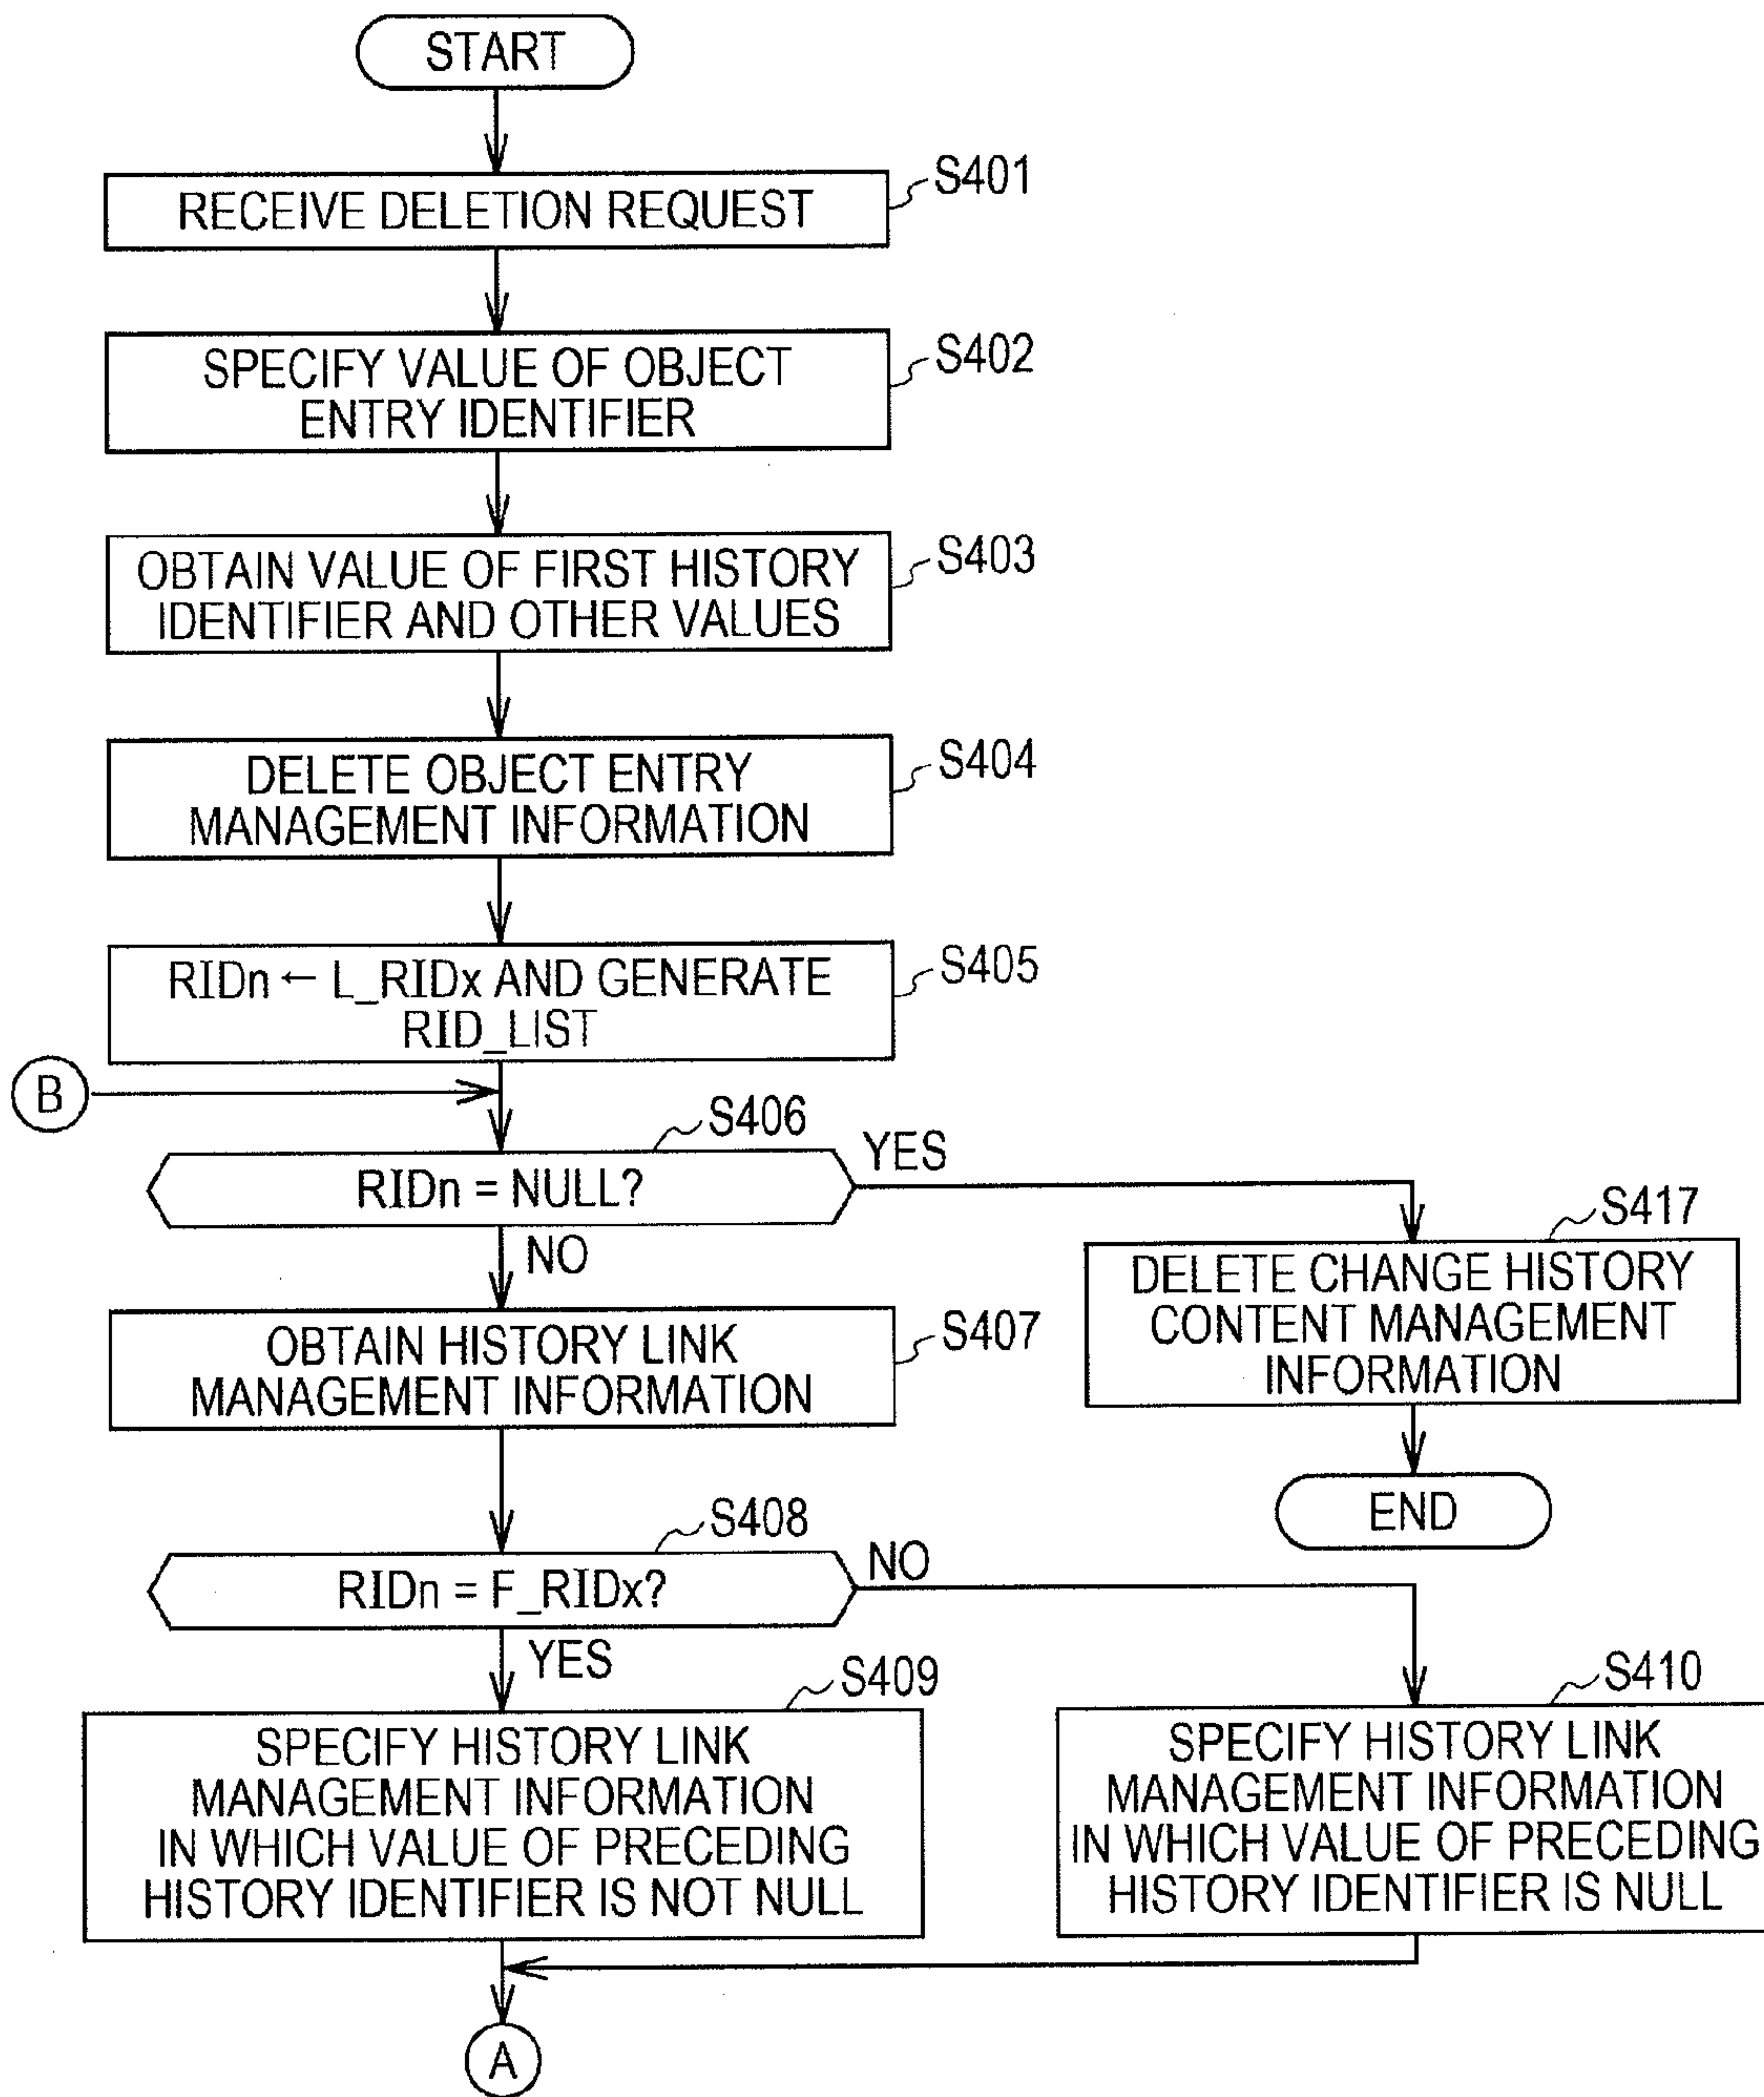 START
RECEIVE DELETION REQUEST
S401
SPECIFY VALUE OF OBJECT
ENTRY IDENTIFIER
S402
OBTAIN VALUE OF FIRST HISTORY
IDENTIFIER AND OTHER VALUES
S403
DELETE OBJECT ENTRY
MANAGEMENT INFORMATION
S404
RIDn ← L_RIDx AND GENERATE
RID_LIST
S405
B
S406
RIDn = NULL?
YES
NO
S417
DELETE CHANGE HISTORY
CONTENT MANAGEMENT
INFORMATION
END
OBTAIN HISTORY LINK
MANAGEMENT INFORMATION
S407
S408
RIDn = F_RIDx?
NO
YES
S409
SPECIFY HISTORY LINK
MANAGEMENT INFORMATION
IN WHICH VALUE OF PRECEDING
HISTORY IDENTIFIER IS NOT NULL
S410
SPECIFY HISTORY LINK
MANAGEMENT INFORMATION
IN WHICH VALUE OF PRECEDING
HISTORY IDENTIFIER IS NULL
A